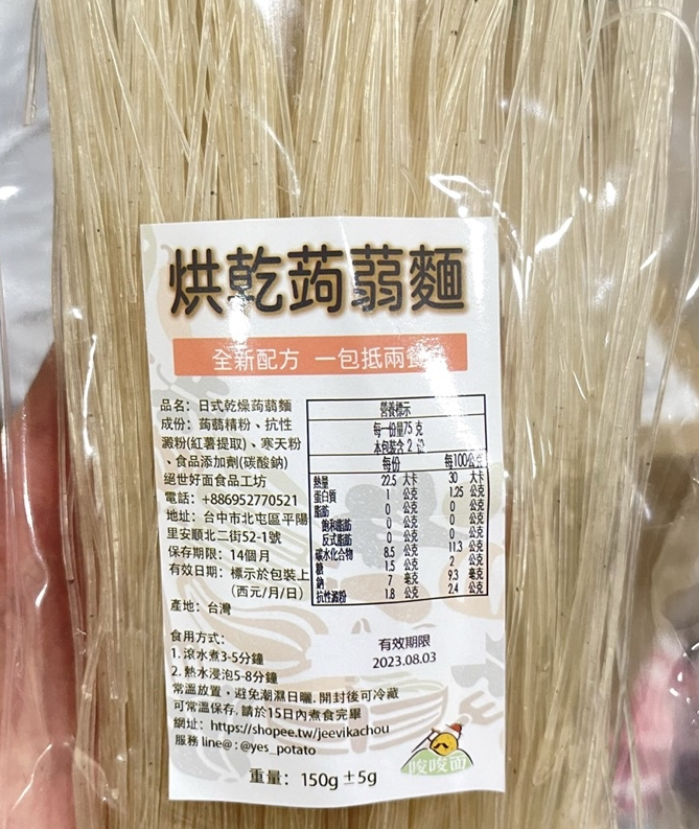 烘乾蒟蒻麵
全新配方 一包抵兩餐
品名：日式乾燥蒟蒻麵
成份：蒟蒻精粉、抗性
澱粉(紅薯提取)、寒天粉
、食品添加劑(碳酸鈉)
絕世好面食品工坊
電話：+886952770521
地址：台中市北屯區平陽
里安順北二街52-1號
保存期限：14個月
有效日期：標示於包裝上
（西元/月/日）
產地：台灣
營養標示
每一份量75 克
本包裝含 2 份
每份 每100公克
熱量 22.5 大卡 30 大卡
蛋白質 1 公克 1.25 公克
脂肪 0 公克 0 公克
飽和脂肪 0 公克 0 公克
反式脂肪 0 公克 0 公克
碳水化合物 8.5 公克 11.3 公克
糖 1.5 公克 2 公克
鈉 7 毫克 9.3 毫克
抗性澱粉 1.8 公克 2.4 公克
食用方式：
1. 滾水煮3-5分鐘
2. 熱水浸泡5-8分鐘
常溫放置，避免潮濕日曬. 開封後可冷藏
可常溫保存. 請於15日內煮食完畢
網址：https://shopee.tw/jeevikachou
服務 line@ : @yes_potato
有效期限
2023.08.03
重量：150g ± 5g
唆唆面